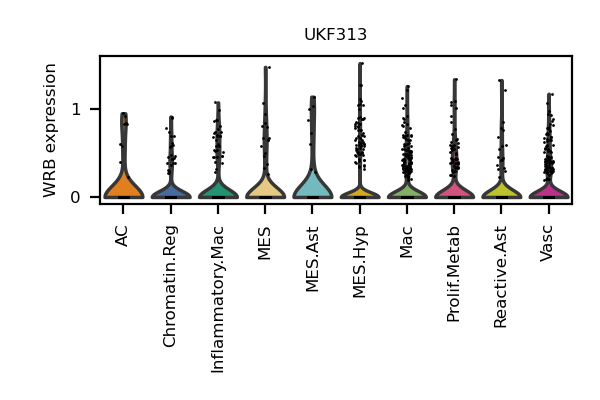 UKF313
WRB expression
1
0
AC
Chromatin.Reg
Inflammatory.Mac
MES
MES.Ast
MES.Hyp
Mac
Prolif.Metab
Reactive.Ast
Vasc